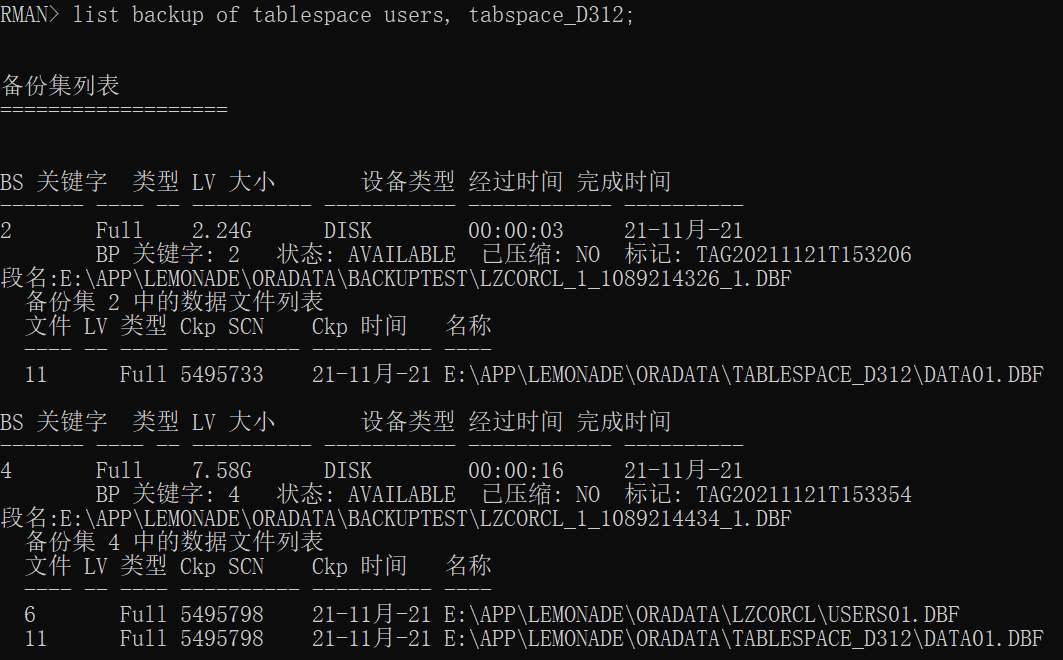 RMAN> list backup of tablespace users, tabspace_D312;
备份集列表
===================
BS 关键字  类型 LV 大小       设备类型 经过时间 完成时间
------- ---- -- ---------- ----------- ------------ ----------
2       Full    2.24G      DISK        00:00:03     21-11月-21
        BP 关键字: 2   状态: AVAILABLE  已压缩: NO  标记: TAG20211121T153206
段名:E:\APP\LEMONADE\ORADATA\BACKUPTEST\LZCORCL_1_1089214326_1.DBF
  备份集 2 中的数据文件列表
  文件 LV 类型 Ckp SCN    Ckp 时间   名称
  ---- -- ---- ---------- ---------- ----
  11      Full 5495733    21-11月-21 E:\APP\LEMONADE\ORADATA\TABLESPACE_D312\DATA01.DBF
BS 关键字  类型 LV 大小       设备类型 经过时间 完成时间
------- ---- -- ---------- ----------- ------------ ----------
4       Full    7.58G      DISK        00:00:16     21-11月-21
        BP 关键字: 4   状态: AVAILABLE  已压缩: NO  标记: TAG20211121T153354
段名:E:\APP\LEMONADE\ORADATA\BACKUPTEST\LZCORCL_1_1089214434_1.DBF
  备份集 4 中的数据文件列表
  文件 LV 类型 Ckp SCN    Ckp 时间   名称
  ---- -- ---- ---------- ---------- ----
  6       Full 5495798    21-11月-21 E:\APP\LEMONADE\ORADATA\LZCORCL\USERS01.DBF
  11      Full 5495798    21-11月-21 E:\APP\LEMONADE\ORADATA\TABLESPACE_D312\DATA01.DBF